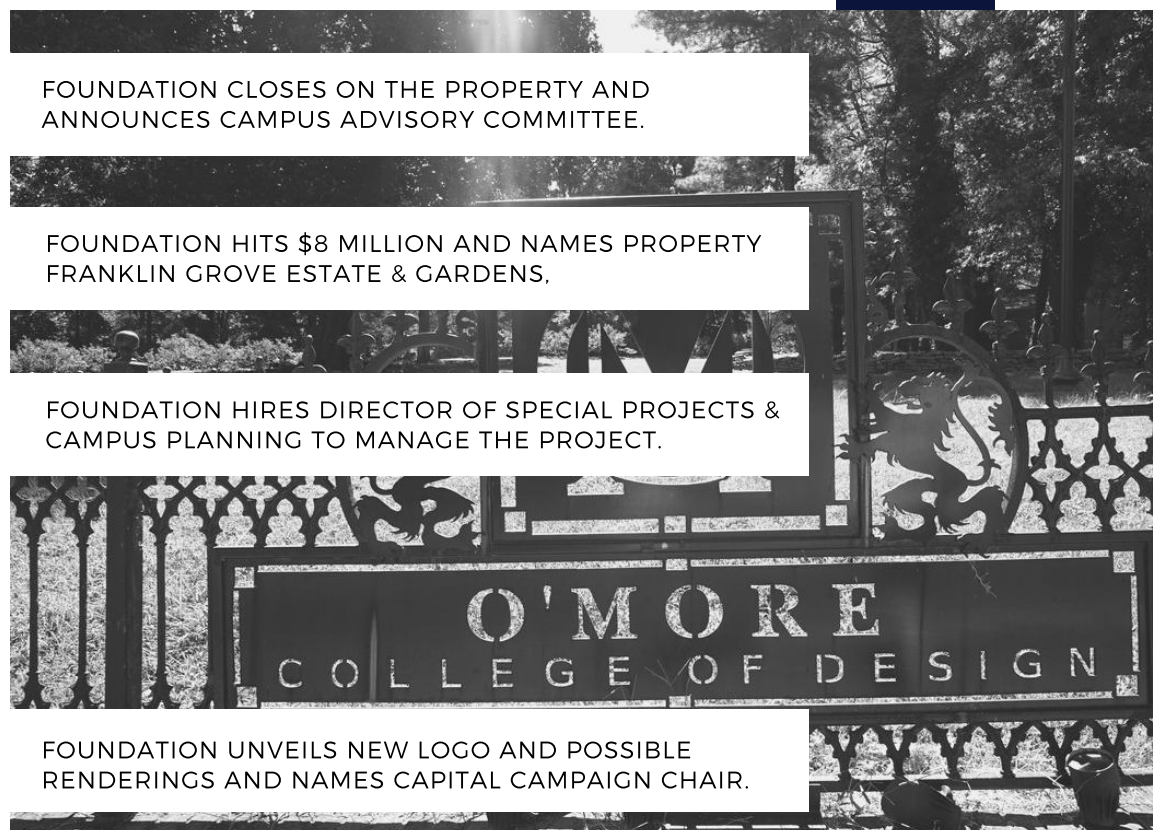 FOUNDATION CLOSES ON THE PROPERTY AND
ANNOUNCES CAMPUS ADVISORY COMMITTEE.
FOUNDATION HITS $8 MILLION AND NAMES PROPERTY
FRANKLIN GROVE ESTATE & GARDENS,
FOUNDATION HIRES DIRECTOR OF SPECIAL PROJECTS &
CAMPUS PLANNING TO MANAGE THE PROJECT.
O'MORE
COLLEGE OF DESIGN
FOUNDATION UNVEILS NEW LOGO AND POSSIBLE
RENDERINGS AND NAMES CAPITAL CAMPAIGN CHAIR.